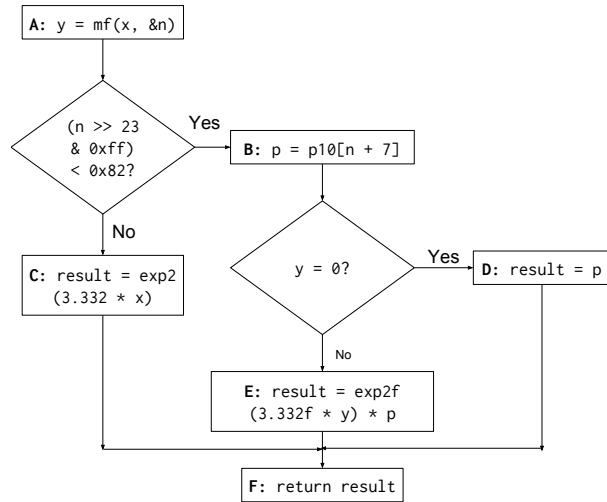 A: y = mf(x, &n)
(n >> 23
& 0xff)
< 0x82?
Yes
B: p = p10[n + 7]
No
C: result = exp2
(3.332 * x)
y = 0?
Yes
D: result = p
No
E: result = exp2f
(3.332f * y) * p
F: return result